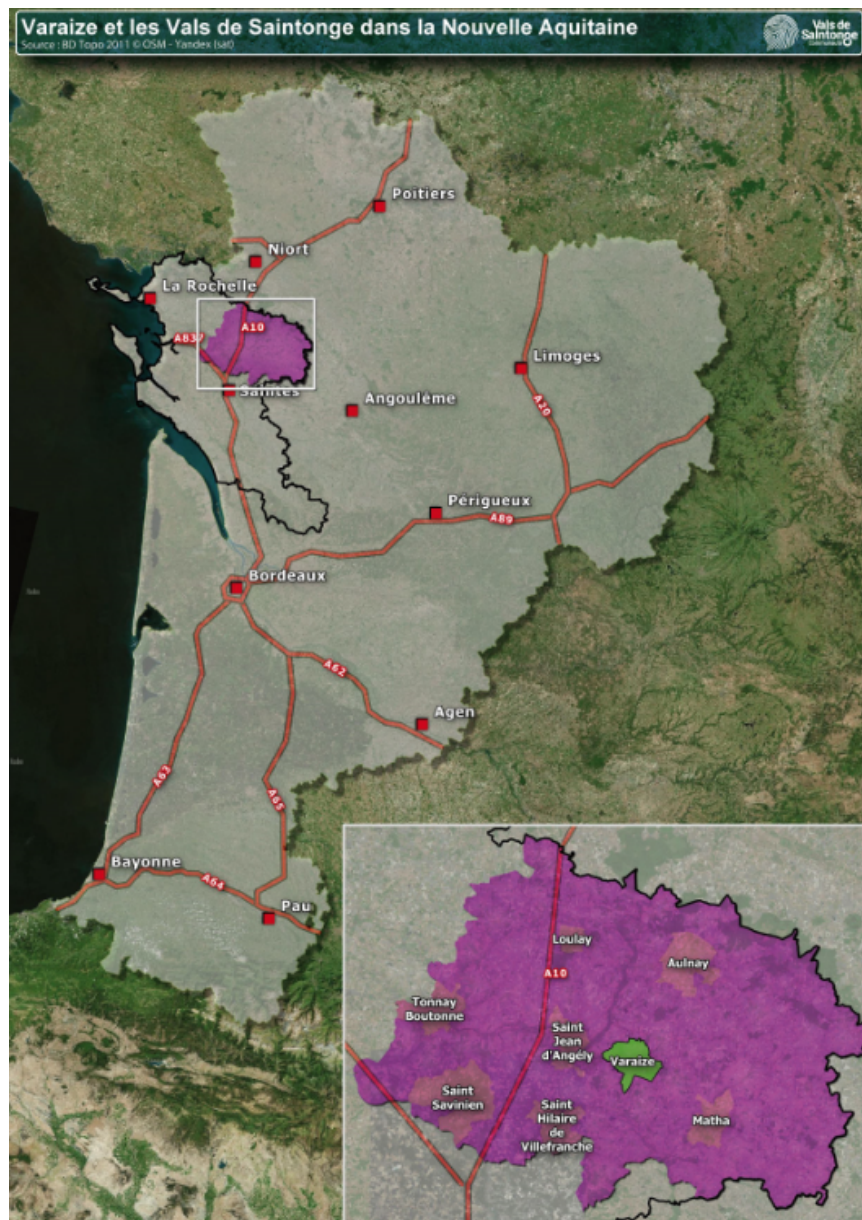 Varaize et les Vals de Saintonge dans la Nouvelle Aquitaine
Source : BD Topo 2011 © OSM - Yandex (sat)
Vals de
Saintonge
Communauté
Poitiers
Niort
La Rochelle
A10
A837
Saintes
Limoges
Angoulême
A20
Périgueux
A89
Bordeaux
A62
Agen
A63
A65
Bayonne
A64
Pau
Loulay
Aulnay
A10
Tonnay
Boutonne
Saint
Jean
d'Angély
Varaize
Saint
Savinien
Saint
Hilaire
de
Villefranche
Matha